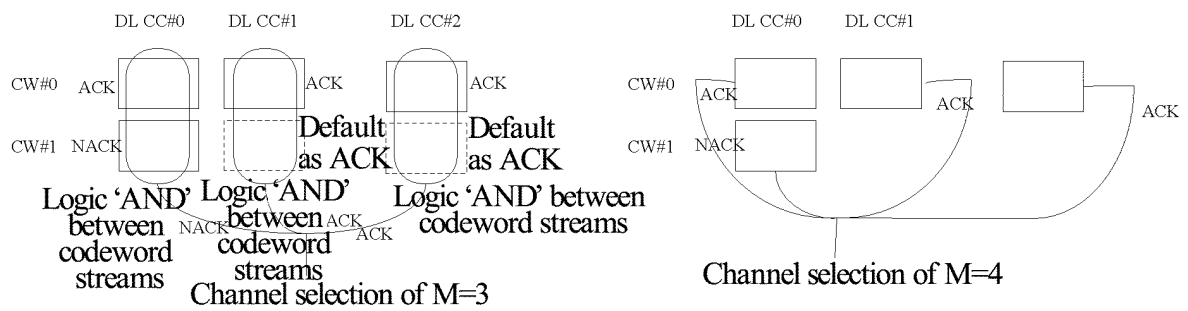 DL CC#0 DL CC#1 DL CC#2 DL CC#0 DL CC#1
CW#0 ACK ACK ACK CW#0 ACK ACK ACK
CW#1 NACK Default as ACK Default as ACK CW#1 NACK
Logic ‘AND’ between codeword streams
Logic ‘AND’ between codeword streams
Logic ‘AND’ between codeword streams
NACK ACK ACK
Channel selection of M=3
Channel selection of M=4